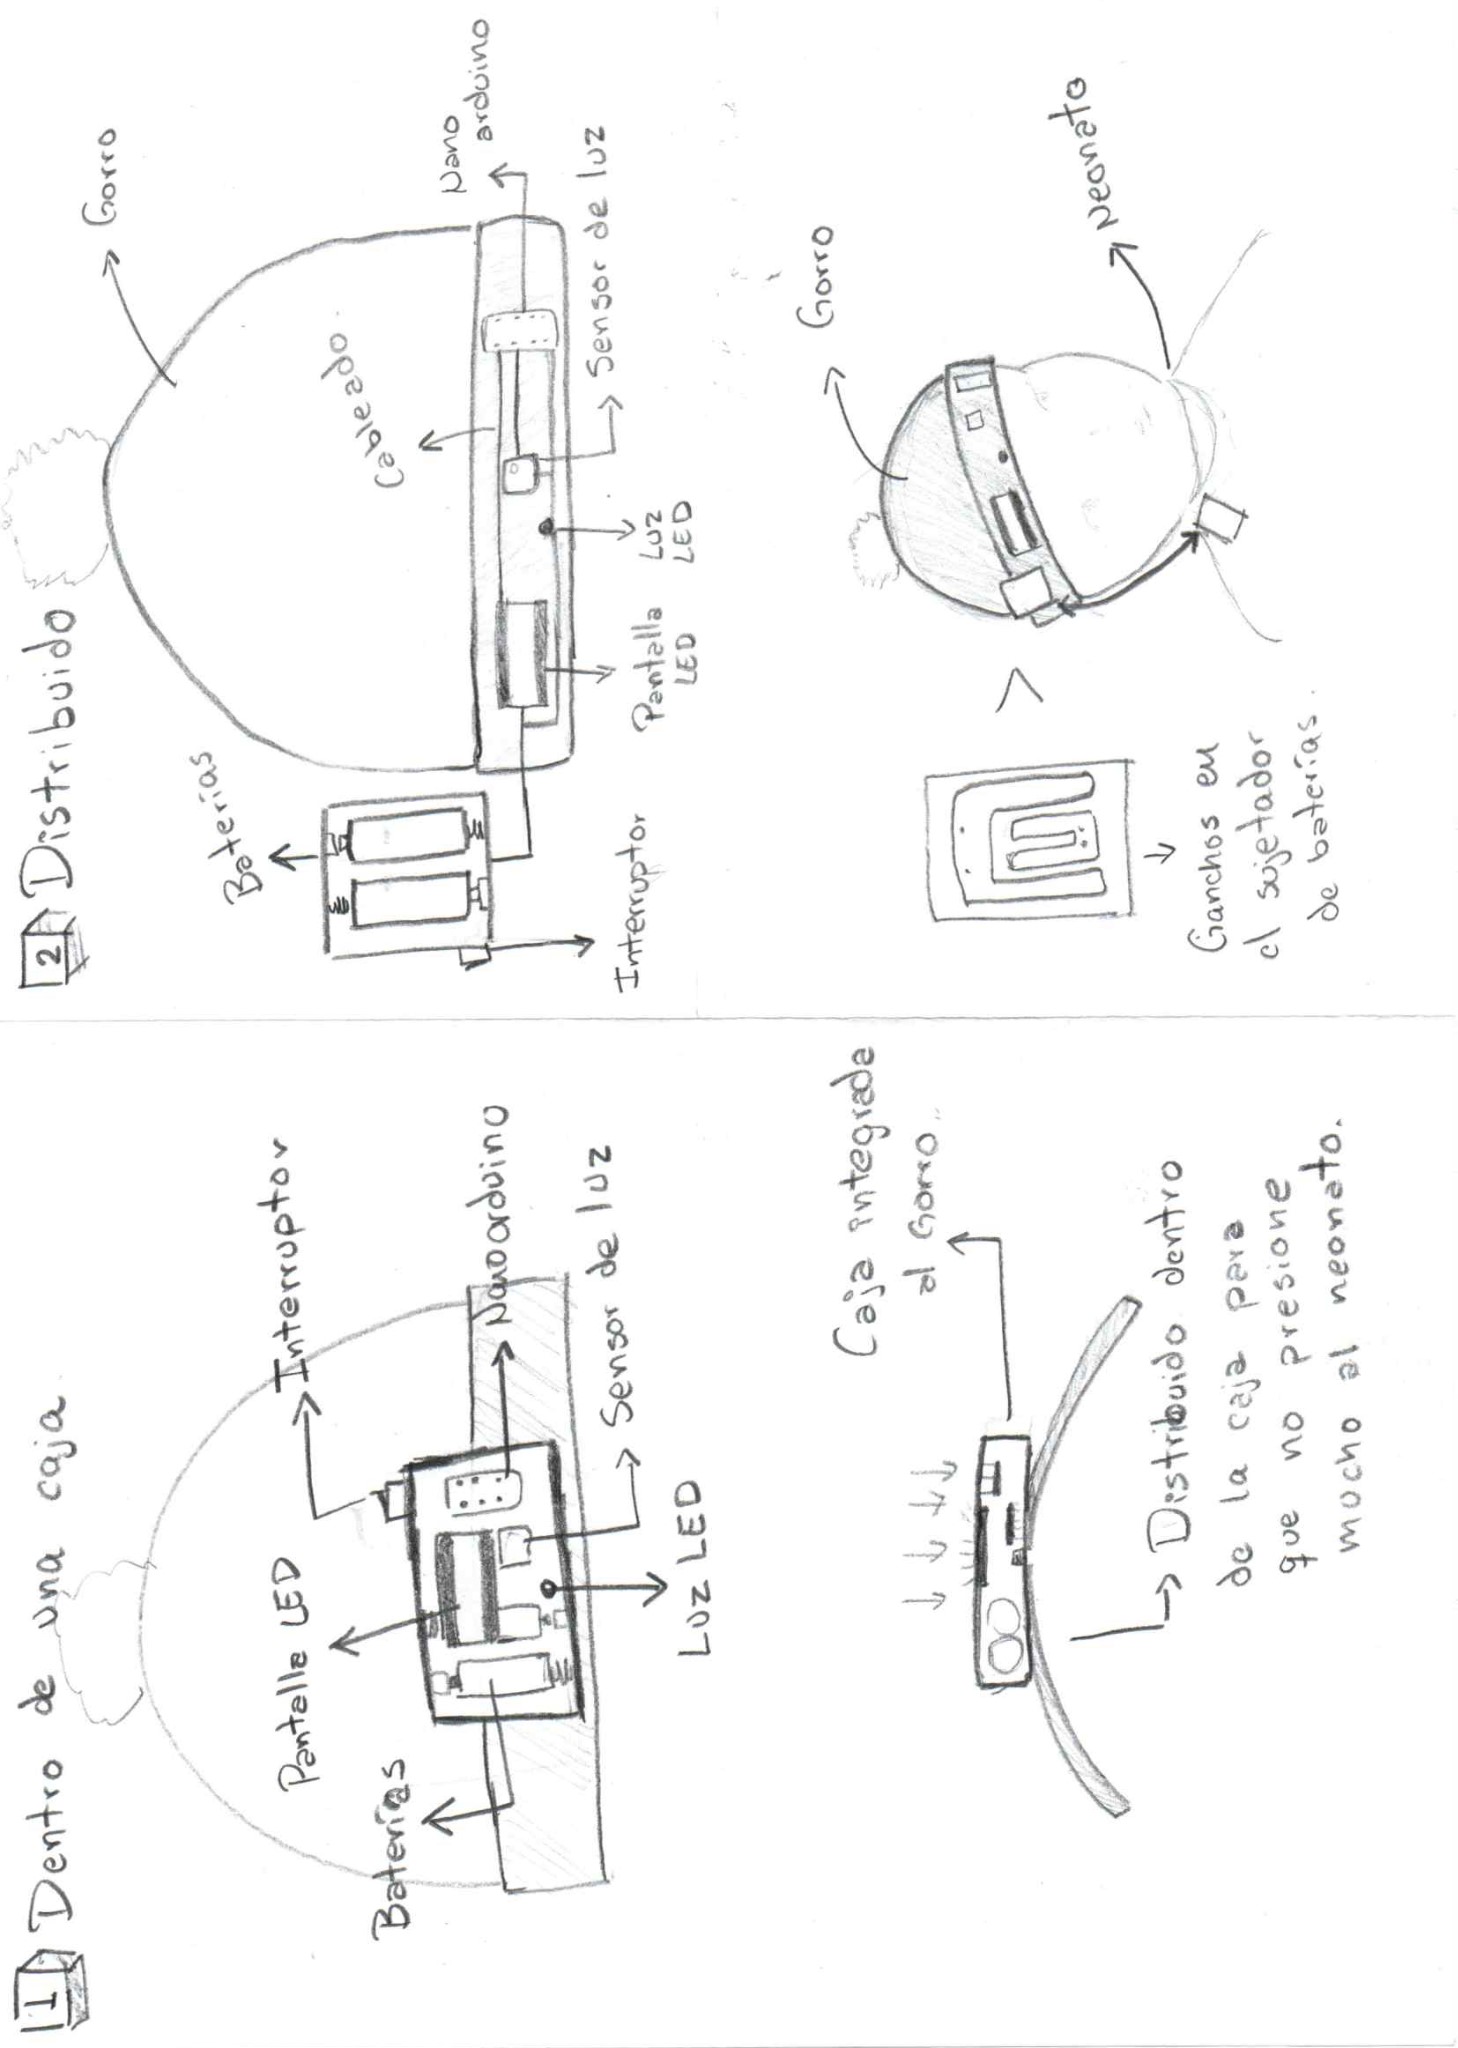 1 Dentro de una caja
Interruptor
Pantalla LED
Baterías
Nanoarduino
Sensor de luz
Luz LED
Caja integrada
al Gorro.
Distribuido dentro
de la caja para
que no presione
mucho al neonato.
2 Distribuido
Gorro
Baterías
Cableado.
Nano
arduino
Sensor de luz
Luz
LED
Pantalla
LED
Interruptor
Gorro
Neonato
Ganchos en
el sujetador
de baterías.